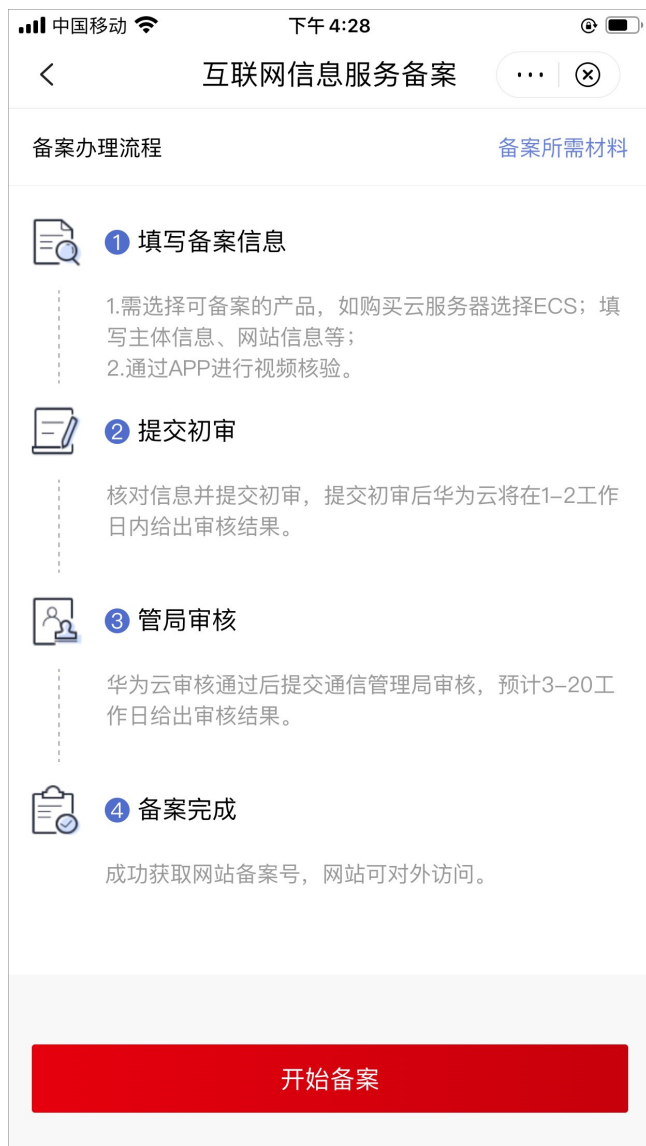 中国移动 下午4:28
互联网信息服务备案
备案办理流程 备案所需材料
1 填写备案信息
1.需选择可备案的产品，如购买云服务器选择ECS；填
写主体信息、网站信息等；
2.通过APP进行视频核验。
2 提交初审
核对信息并提交初审，提交初审后华为云将在1-2工作
日内给出审核结果。
3 管局审核
华为云审核通过后提交通信管理局审核，预计3-20工
作日给出审核结果。
4 备案完成
成功获取网站备案号，网站可对外访问。
开始备案